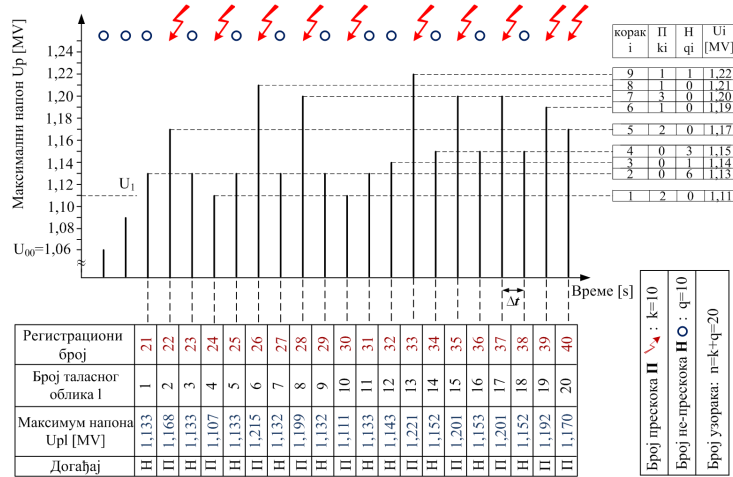 Максимални напон Uр [MV]
1,24
1,22
1,20
1,18
1,16
1,14
1,12
1,10
1,08
U₀₀=1,06
U₁
Време [s]
Δt
корак i П ki Н qi Ui [MV]
9 1 1 1,22
8 1 0 1,21
7 3 0 1,20
6 1 0 1,19
5 2 0 1,17
4 0 3 1,15
3 0 1 1,14
2 0 6 1,13
1 2 0 1,11
Регистрациони број 21 22 23 24 25 26 27 28 29 30 31 32 33 34 35 36 37 38 39 40
Број таласног облика l 1 2 3 4 5 6 7 8 9 10 11 12 13 14 15 16 17 18 19 20
Максимум напона Upl [MV] 1,133 1,168 1,133 1,107 1,133 1,215 1,132 1,199 1,132 1,111 1,133 1,143 1,221 1,152 1,201 1,153 1,201 1,152 1,192 1,170
Догађај Н П Н П Н П Н П Н П Н Н П Н П Н П Н П П
Број прескока П : k=10
Број не-прескока Н : q=10
Број узорака: n=k+q=20